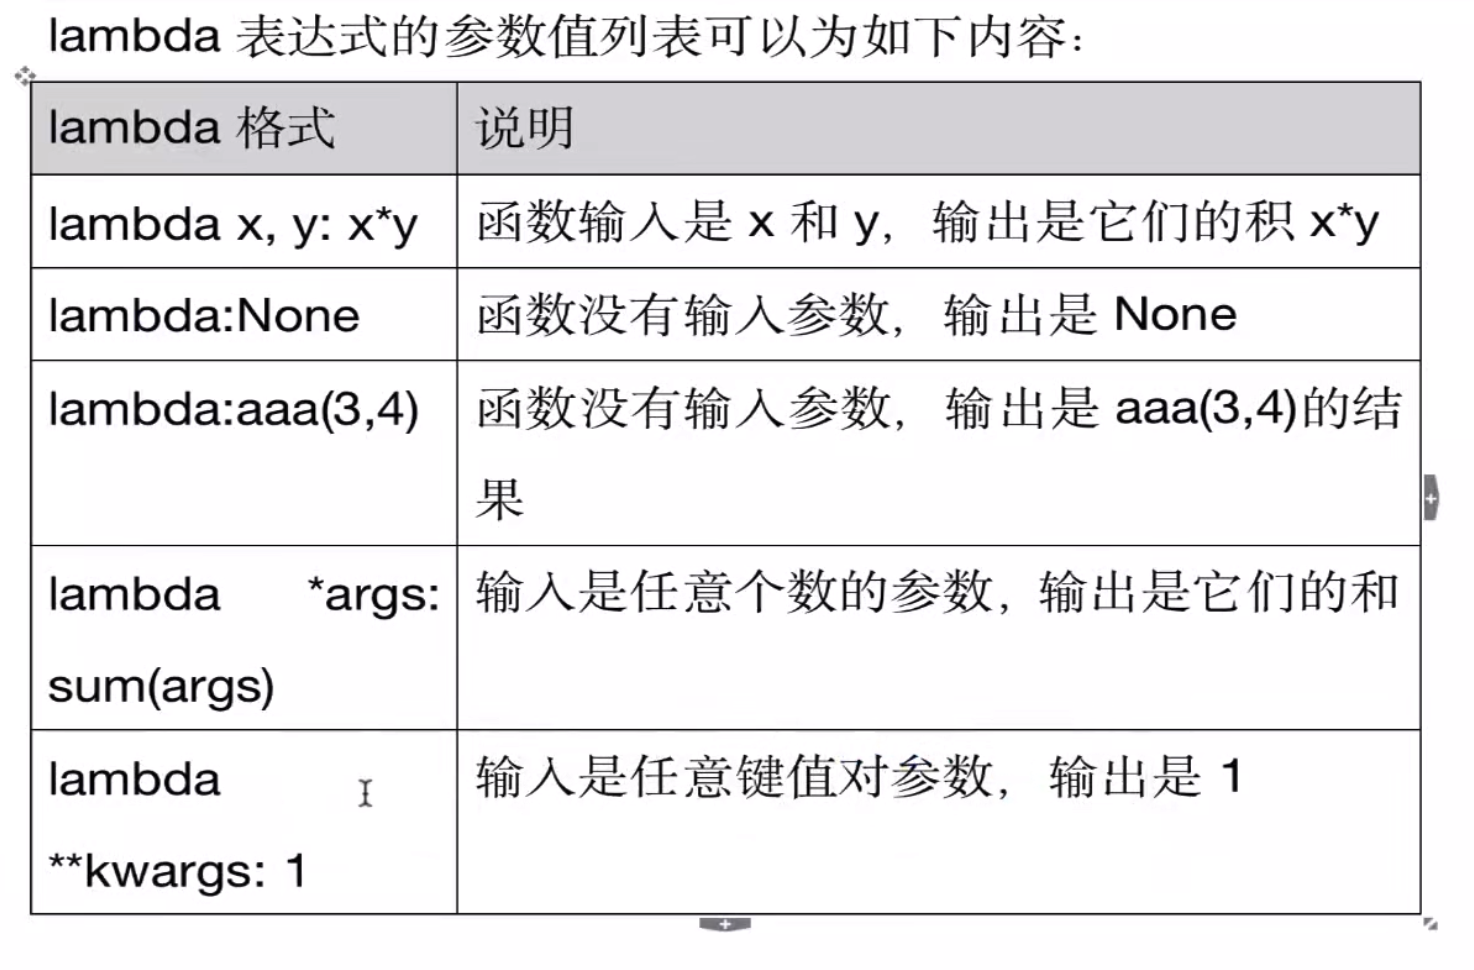 lambda 表达式的参数值列表可以为如下内容：
lambda 格式
说明
lambda x, y: x*y
函数输入是 x 和 y，输出是它们的积 x*y
lambda:None
函数没有输入参数，输出是 None
lambda:aaa(3,4)
函数没有输入参数，输出是 aaa(3,4)的结
果
lambda *args:
sum(args)
输入是任意个数的参数，输出是它们的和
lambda
**kwargs: 1
输入是任意键值对参数，输出是 1